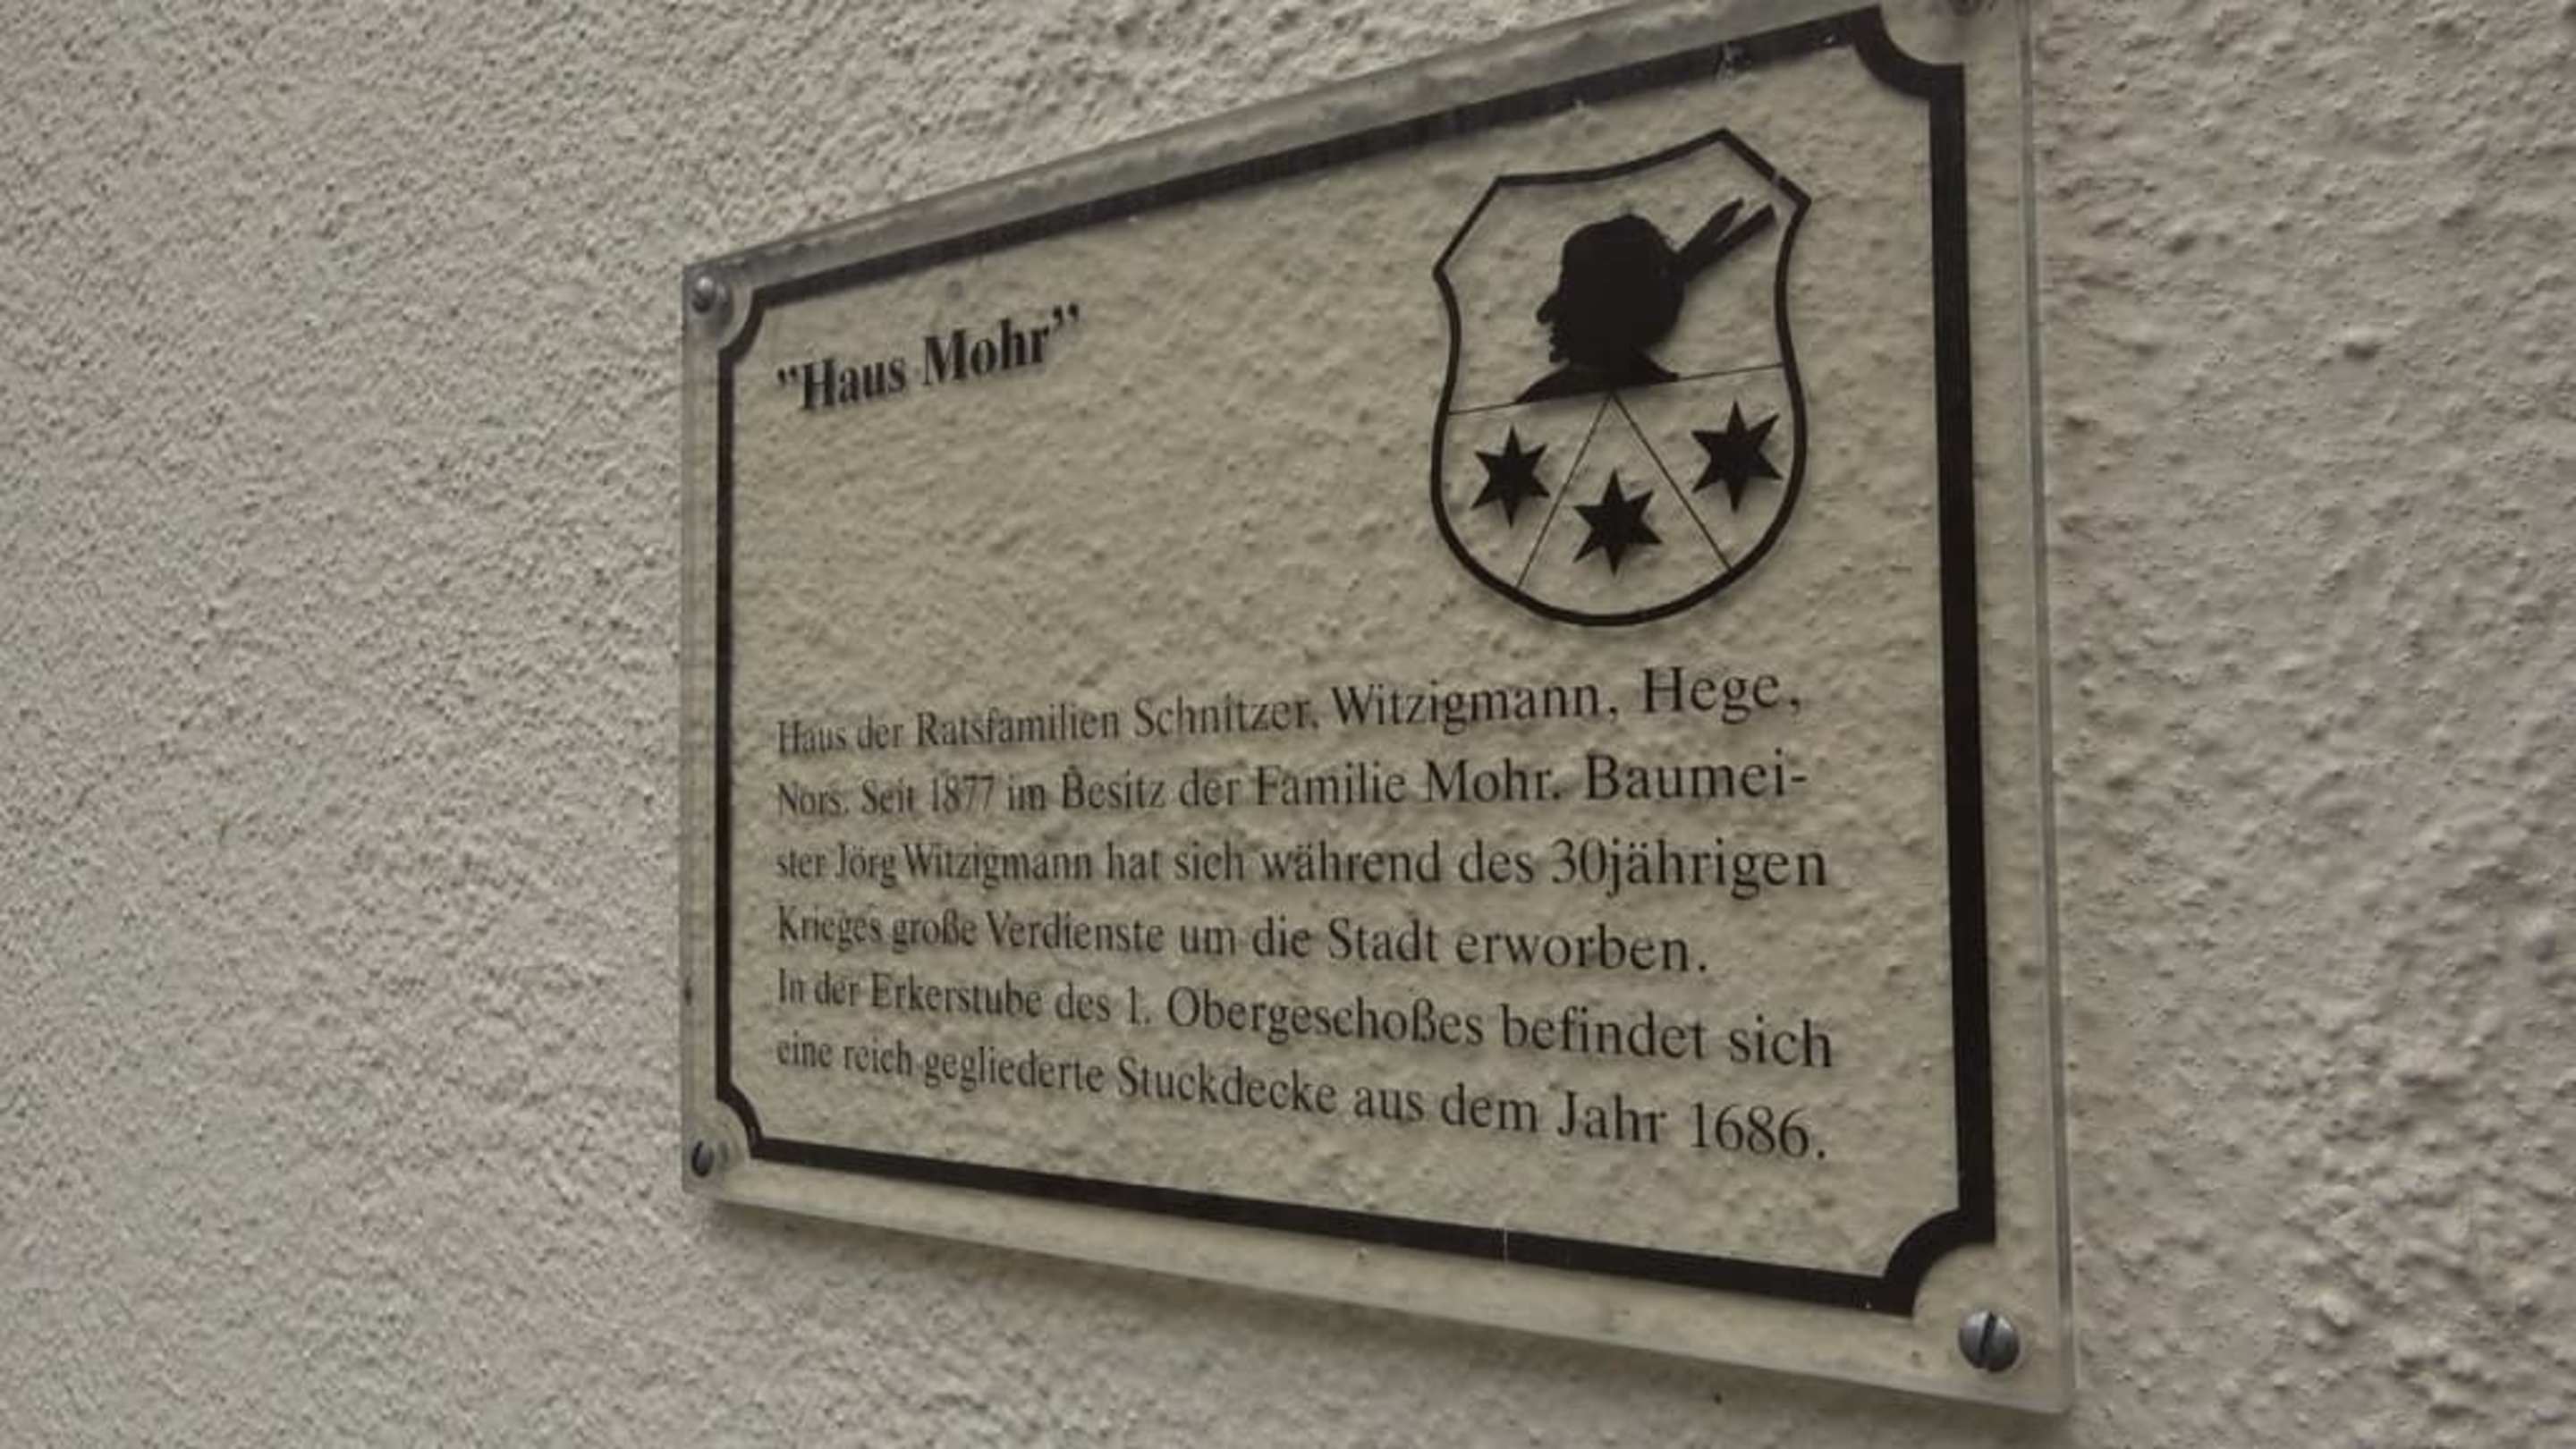 "Haus Mohr"
Haus der Ratsfamilien Schnitzer, Witzigmann, Hege,
Nors. Seit 1877 im Besitz der Familie Mohr. Baumei-
ster Jörg Witzigmann hat sich während des 30jährigen
Krieges große Verdienste um die Stadt erworben.
In der Erkerstube des 1. Obergeschoßes befindet sich
eine reich gegliederte Stuckdecke aus dem Jahr 1686.